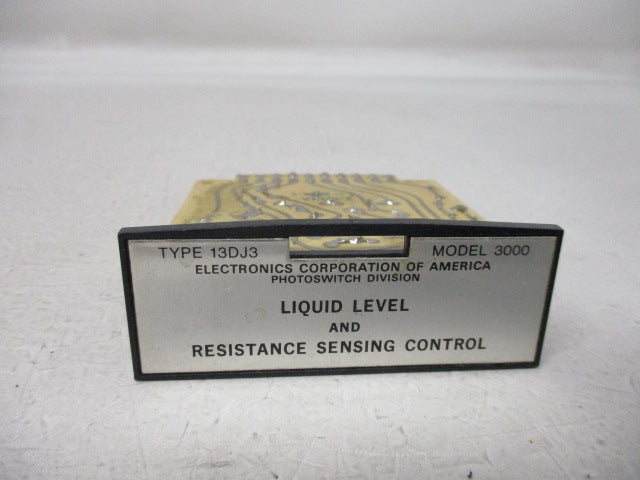 TYPE 13DJ3 MODEL 3000
ELECTRONICS CORPORATION OF AMERICA
PHOTOSWITCH DIVISION
LIQUID LEVEL
AND
RESISTANCE SENSING CONTROL